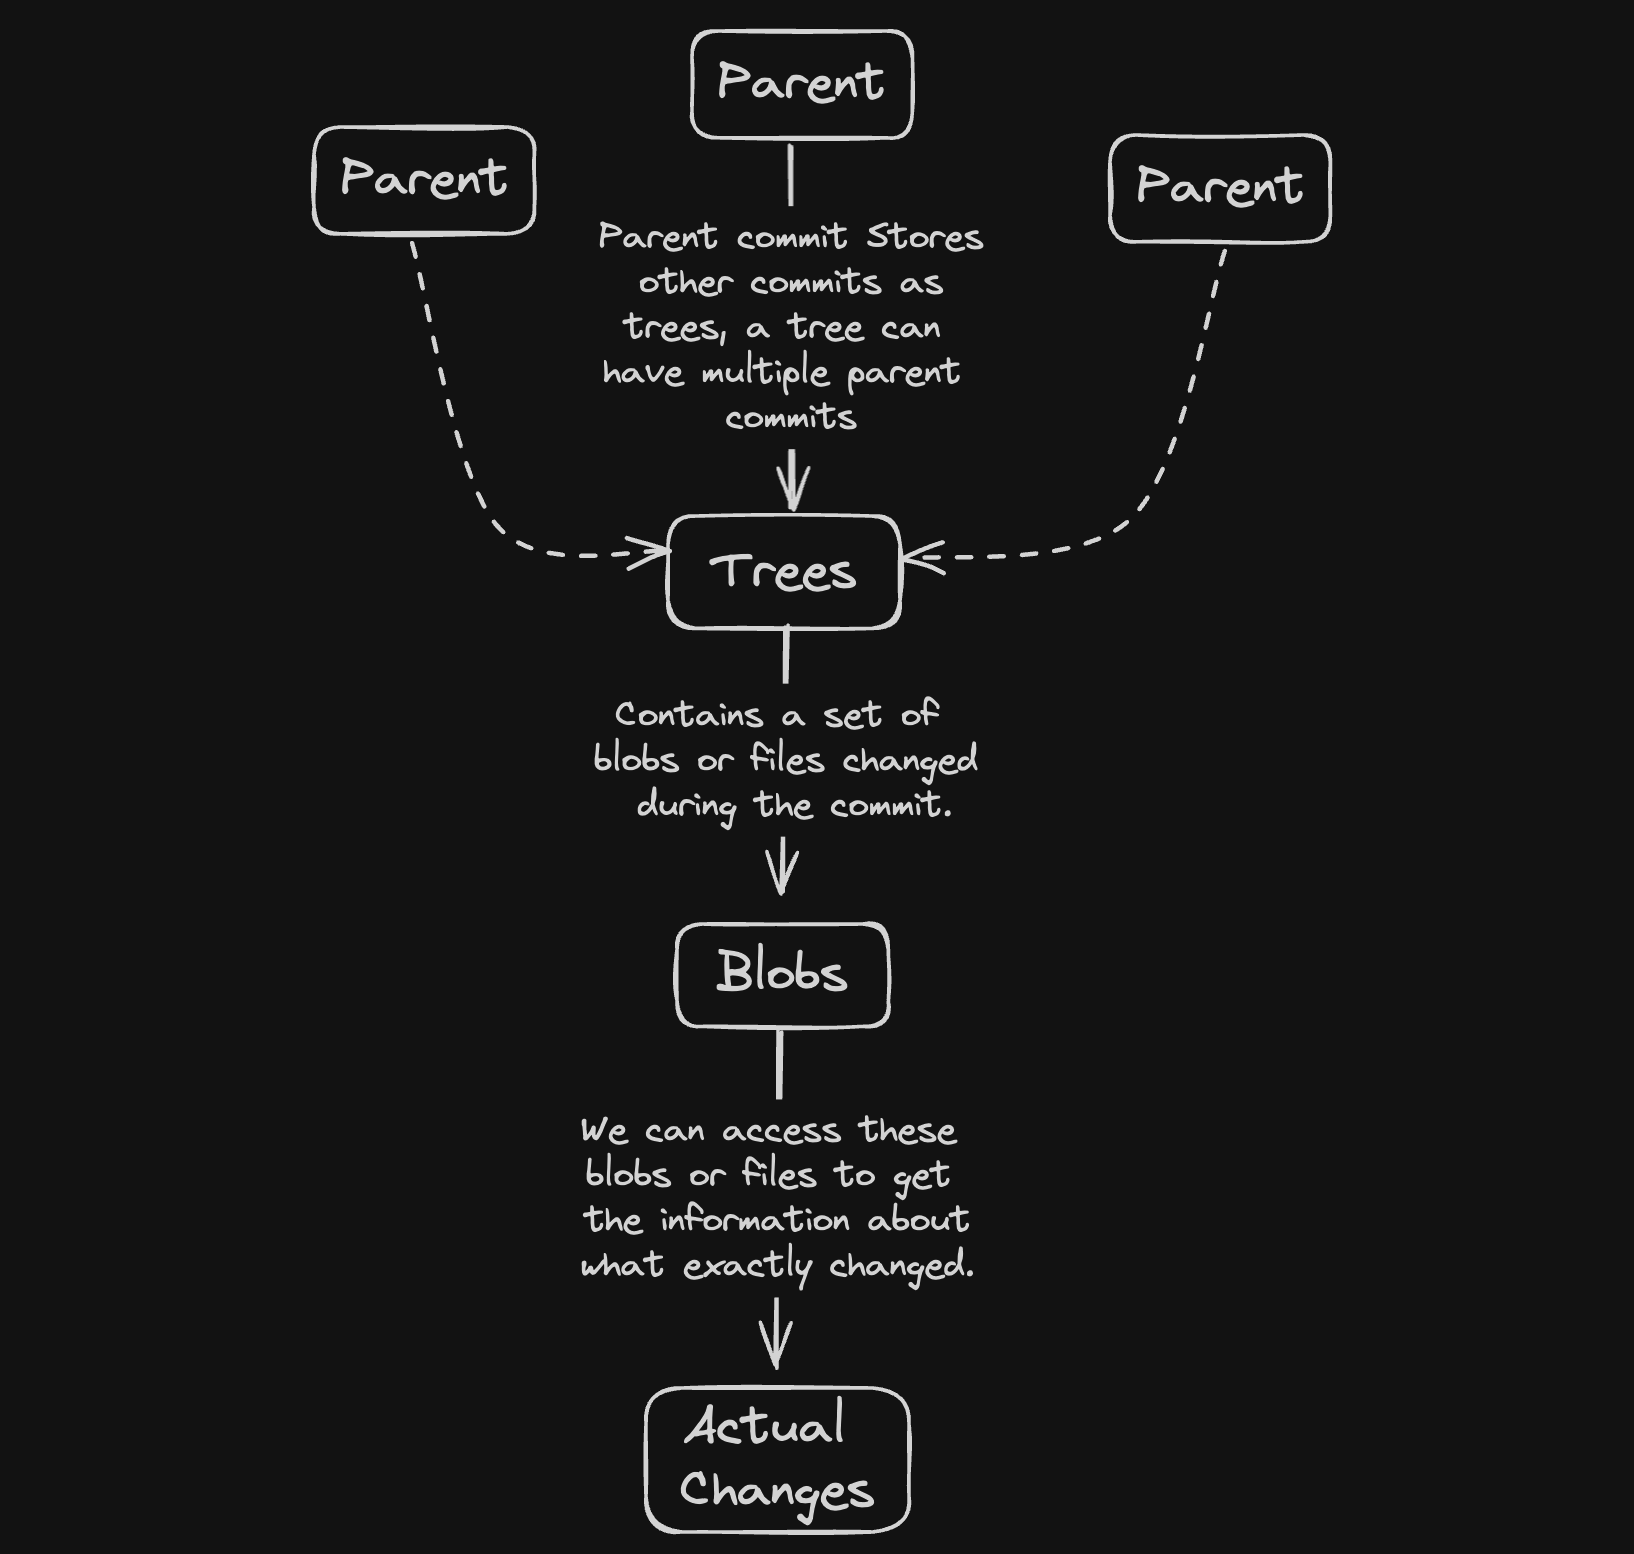 Parent
Parent
Parent
Parent commit Stores
other commits as
trees, a tree can
have multiple parent
commits
Trees
Contains a set of
blobs or files changed
during the commit.
Blobs
We can access these
blobs or files to get
the information about
what exactly changed.
Actual
Changes